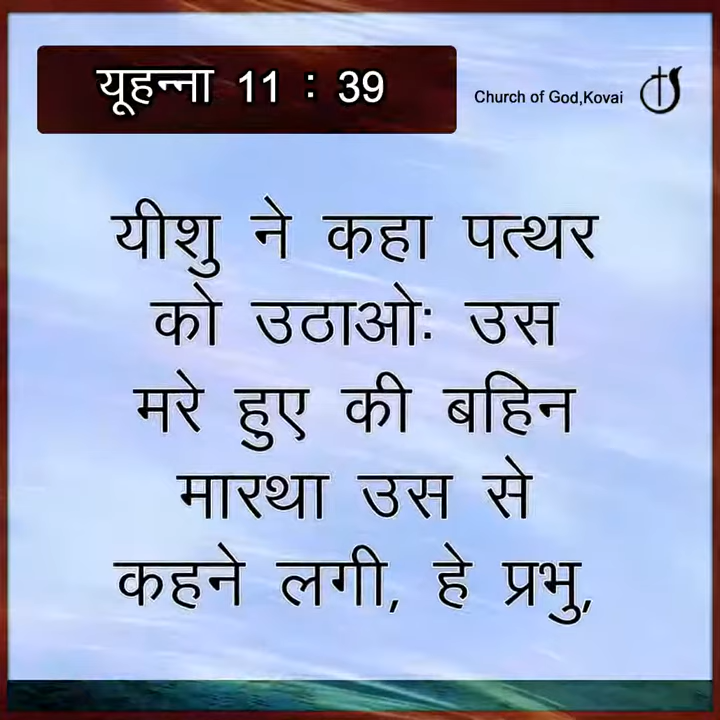 यूहन्ना 11 : 39
Church of God,Kovai
यीशु ने कहा पत्थर
को उठाओः उस
मरे हुए की बहिन
मारथा उस से
कहने लगी, हे प्रभु,